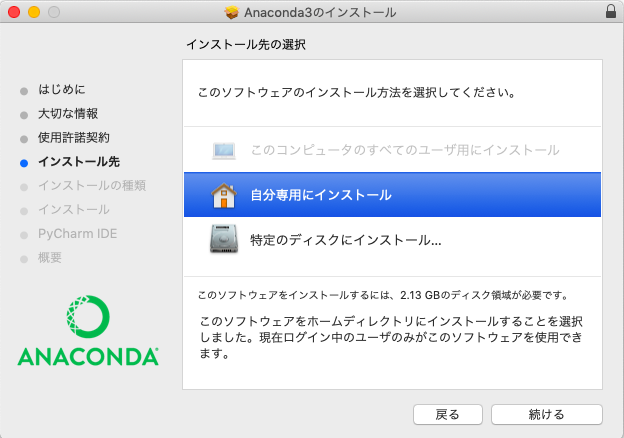 Anaconda3のインストール
インストール先の選択
はじめに
大切な情報
使用許諾契約
インストール先
インストールの種類
インストール
PyCharm IDE
概要
ANACONDA
このソフトウェアのインストール方法を選択してください。
このコンピュータのすべてのユーザ用にインストール
自分専用にインストール
特定のディスクにインストール...
このソフトウェアをインストールするには、2.13 GBのディスク領域が必要です。
このソフトウェアをホームディレクトリにインストールすることを選択
しました。現在ログイン中のユーザのみがこのソフトウェアを使用でき
ます。
戻る
続ける